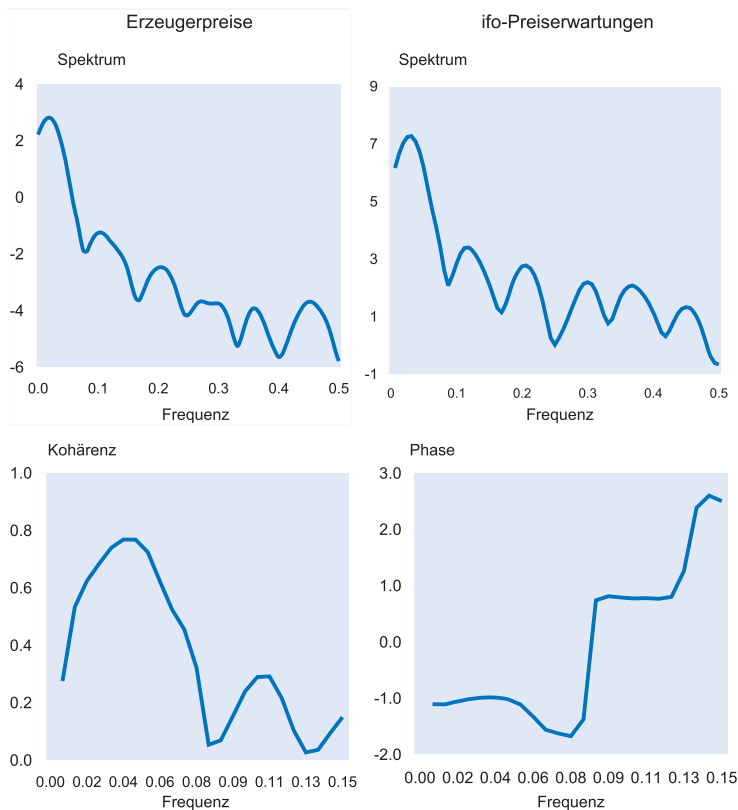 Erzeugerpreise
Spektrum
4
2
0
-2
-4
-6
0.0 0.1 0.2 0.3 0.4 0.5
Frequenz
ifo-Preiserwartungen
Spektrum
9
7
5
3
1
-1
0 0.1 0.2 0.3 0.4 0.5
Frequenz
Kohärenz
1.0
0.8
0.6
0.4
0.2
0.0
0.00 0.02 0.04 0.06 0.08 0.09 0.11 0.13 0.15
Frequenz
Phase
3.0
2.0
1.0
0.0
-1.0
-2.0
0.00 0.02 0.04 0.06 0.08 0.09 0.11 0.13 0.15
Frequenz